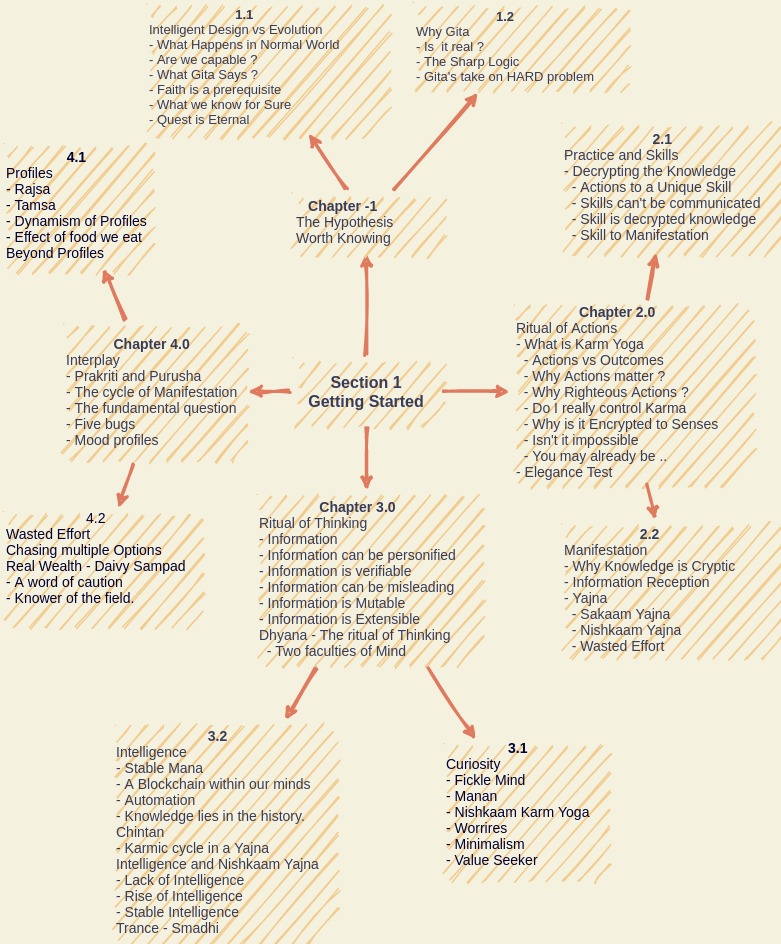 1.1
Intelligent Design vs Evolution
- What Happens in Normal World
- Are we capable ?
- What Gita Says ?
- Faith is a prerequisite
- What we know for Sure
- Quest is Eternal
1.2
Why Gita
- Is it real ?
- The Sharp Logic
- Gita's take on HARD problem
4.1
Profiles
- Rajsa
- Tamsa
- Dynamism of Profiles
- Effect of food we eat
Beyond Profiles
Chapter -1
The Hypothesis
Worth Knowing
2.1
Practice and Skills
- Decrypting the Knowledge
- Actions to a Unique Skill
- Skills can't be communicated
- Skill is decrypted knowledge
- Skill to Manifestation
Chapter 4.0
Interplay
- Prakriti and Purusha
- The cycle of Manifestation
- The fundamental question
- Five bugs
- Mood profiles
Section 1
Getting Started
Chapter 2.0
Ritual of Actions
- What is Karm Yoga
- Actions vs Outcomes
- Why Actions matter ?
- Why Righteous Actions ?
- Do I really control Karma
- Why is it Encrypted to Senses
- Isn't it impossible
- You may already be ..
- Elegance Test
4.2
Wasted Effort
Chasing multiple Options
Real Wealth - Daivy Sampad
- A word of caution
- Knower of the field.
Chapter 3.0
Ritual of Thinking
- Information
- Information can be personified
- Information is verifiable
- Information can be misleading
- Information is Mutable
- Information is Extensible
Dhyana - The ritual of Thinking
- Two faculties of Mind
2.2
Manifestation
- Why Knowledge is Cryptic
- Information Reception
- Yajna
- Sakaam Yajna
- Nishkaam Yajna
- Wasted Effort
3.2
Intelligence
- Stable Mana
- A Blockchain within our minds
- Automation
- Knowledge lies in the history.
Chintan
- Karmic cycle in a Yajna
Intelligence and Nishkaam Yajna
- Lack of Intelligence
- Rise of Intelligence
- Stable Intelligence
Trance - Smadhi
3.1
Curiosity
- Fickle Mind
- Manan
- Nishkaam Karm Yoga
- Worrires
- Minimalism
- Value Seeker